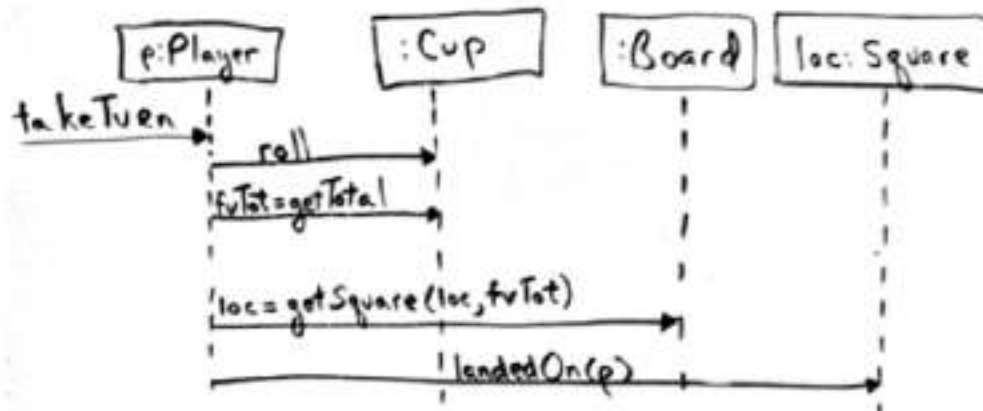 p:Player
:Cup
:Board
loc: Square
takeTurn
roll
fvTot=getTotal
loc = getSquare(loc, fvTot)
landedOn(p)